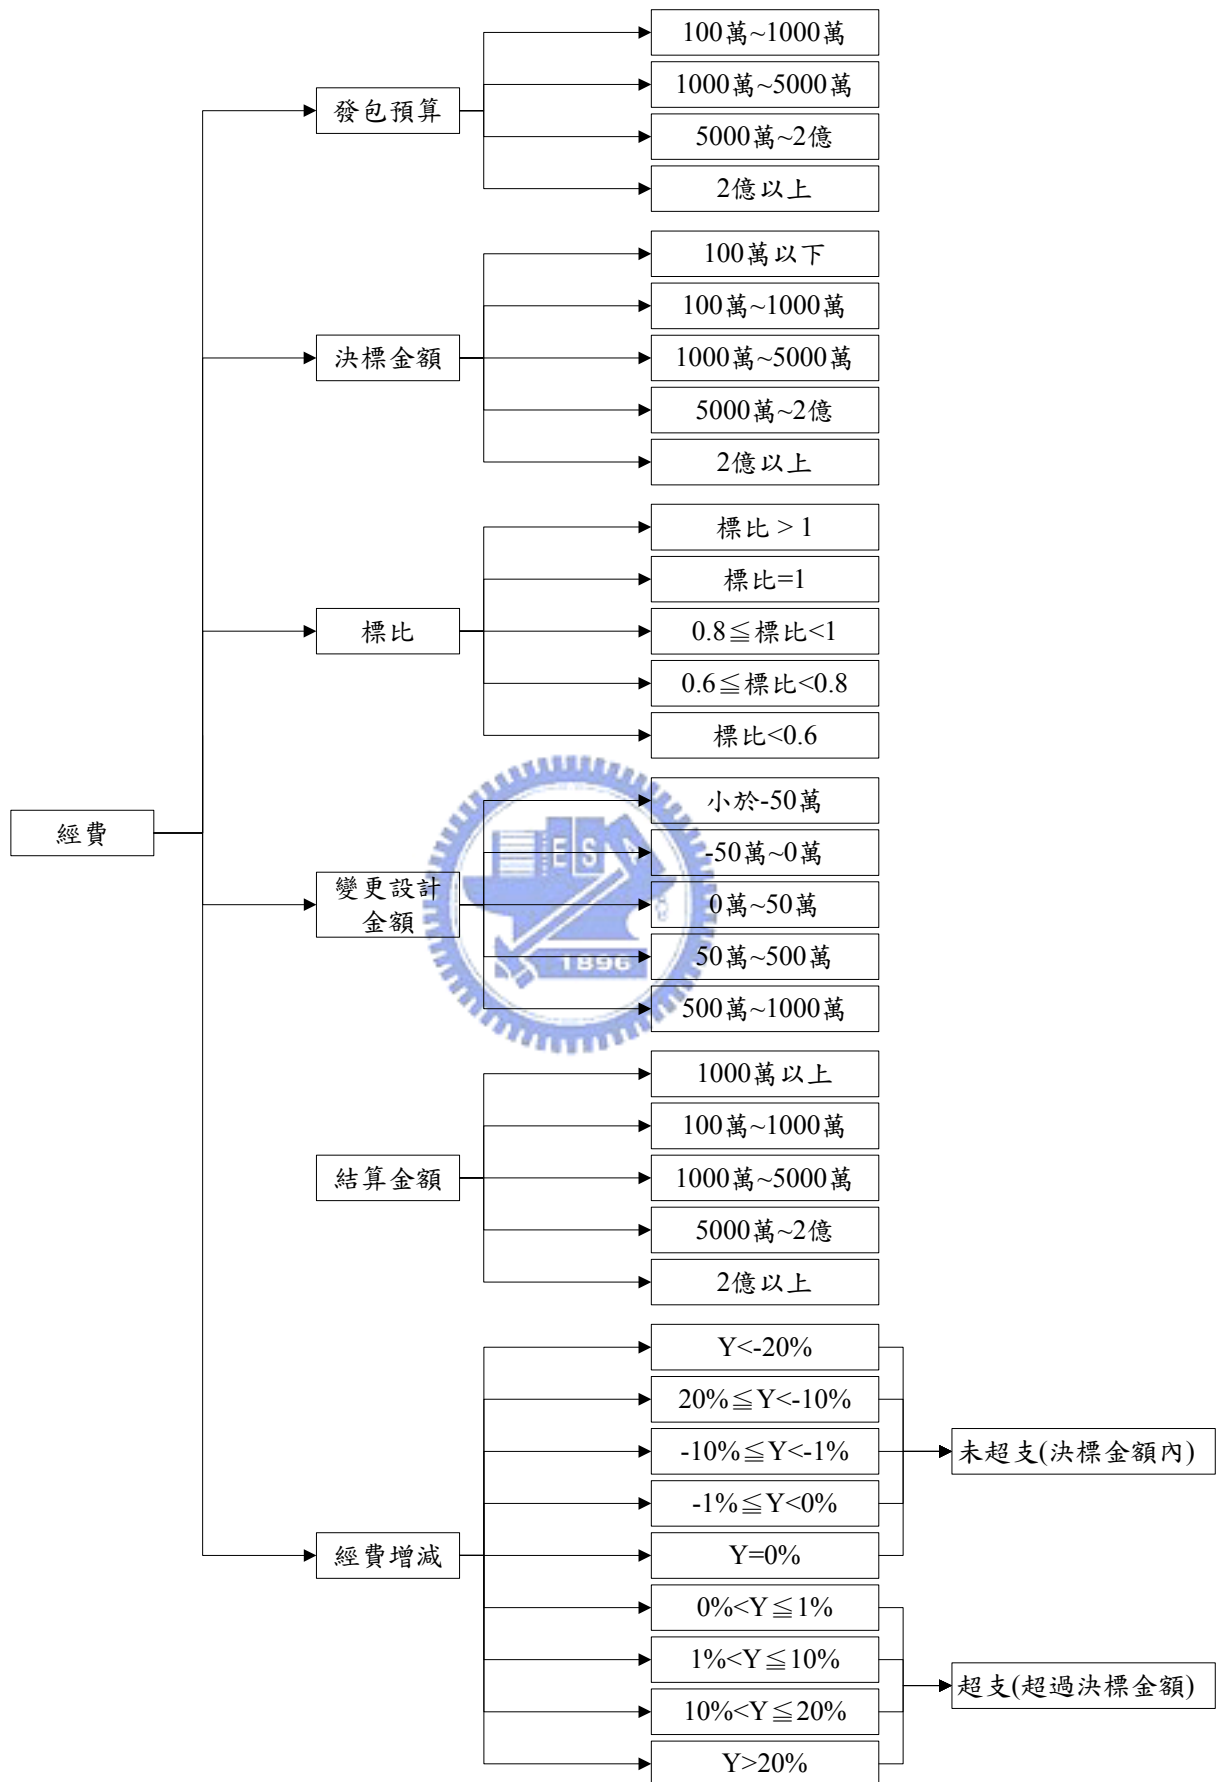 100萬~1000萬
1000萬~5000萬
發包預算
5000萬~2億
2億以上
100萬以下
100萬~1000萬
決標金額
1000萬~5000萬
5000萬~2億
2億以上
標比 > 1
標比=1
標比
0.8≦標比<1
0.6≦標比<0.8
標比<0.6
經費
小於-50萬
-50萬~0萬
變更設計
金額
0萬~50萬
50萬~500萬
500萬~1000萬
ES
1896
1000萬以上
100萬~1000萬
結算金額
1000萬~5000萬
5000萬~2億
2億以上
Y<-20%
20%≦Y<-10%
-10%≦Y<-1%
未超支(決標金額內)
-1%≦Y<0%
經費增減
Y=0%
0%<Y≦1%
1%<Y≦10%
超支(超過決標金額)
10%<Y≦20%
Y>20%